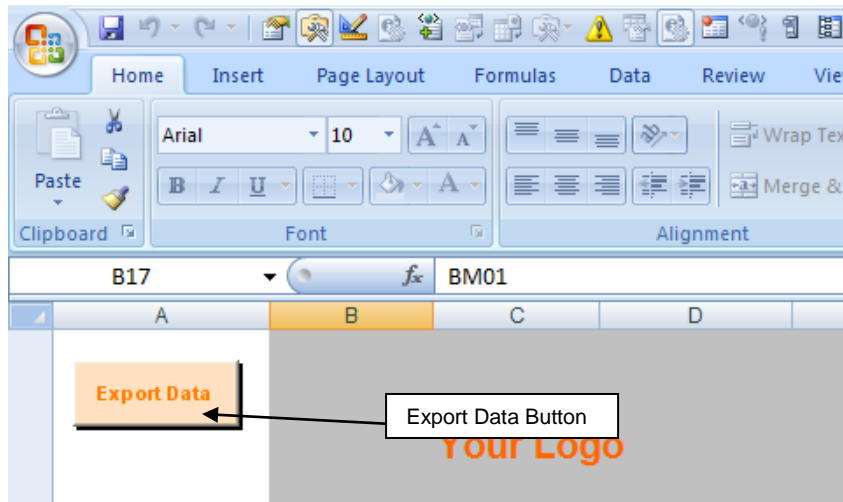 Home Insert Page Layout Formulas Data Review Vie
Arial 10 A A
Wrap Tex
Paste B I U A Merge &
Clipboard Font Alignment
B17 fx BM01
A B C D
Export Data
Export Data Button
Your Logo